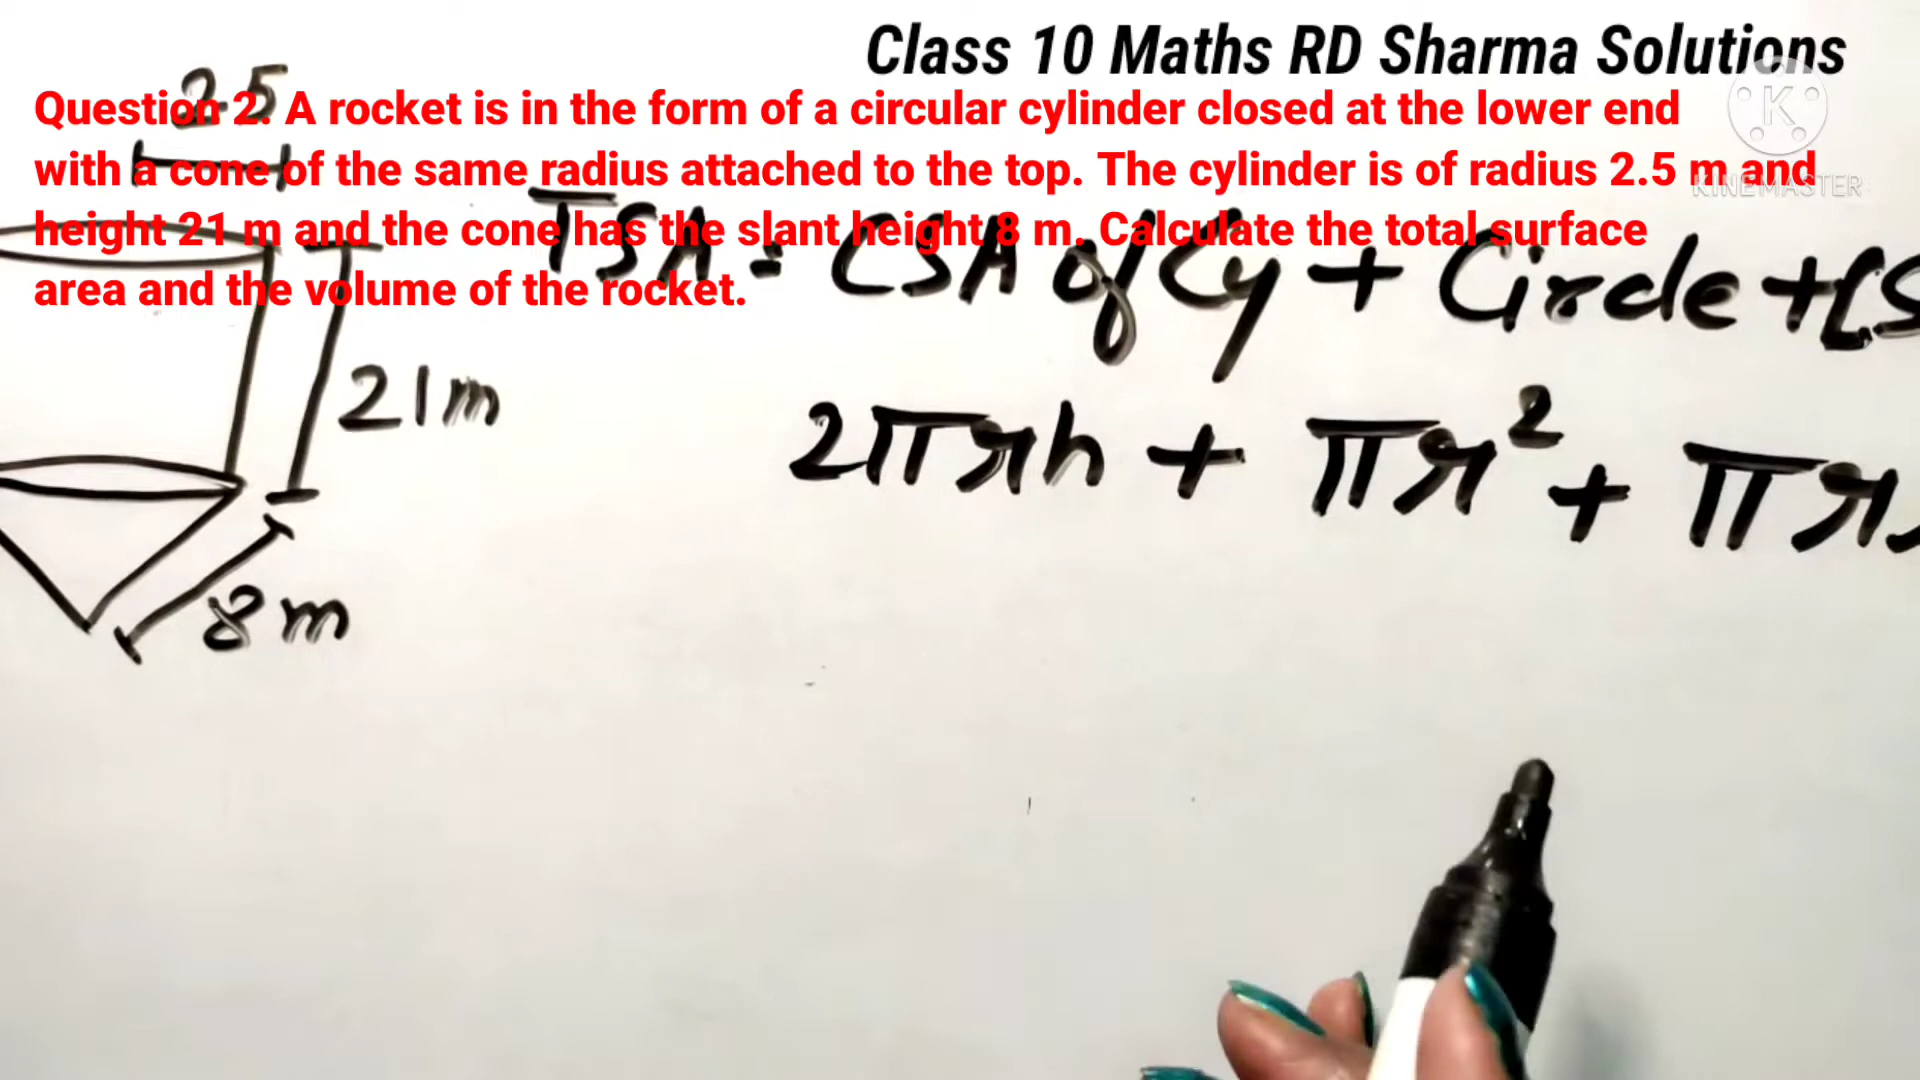 Class 10 Maths RD Sharma Solutions
2.5
Question 2. A rocket is in the form of a circular cylinder closed at the lower end
with a cone of the same radius attached to the top. The cylinder is of radius 2.5 m and
height 21 m and the cone has the slant height 8 m. Calculate the total surface
area and the volume of the rocket.
K
KINEMASTER
TSA = CSA of Cy + Circle +
21m
2πrh + πr² + πr
8m